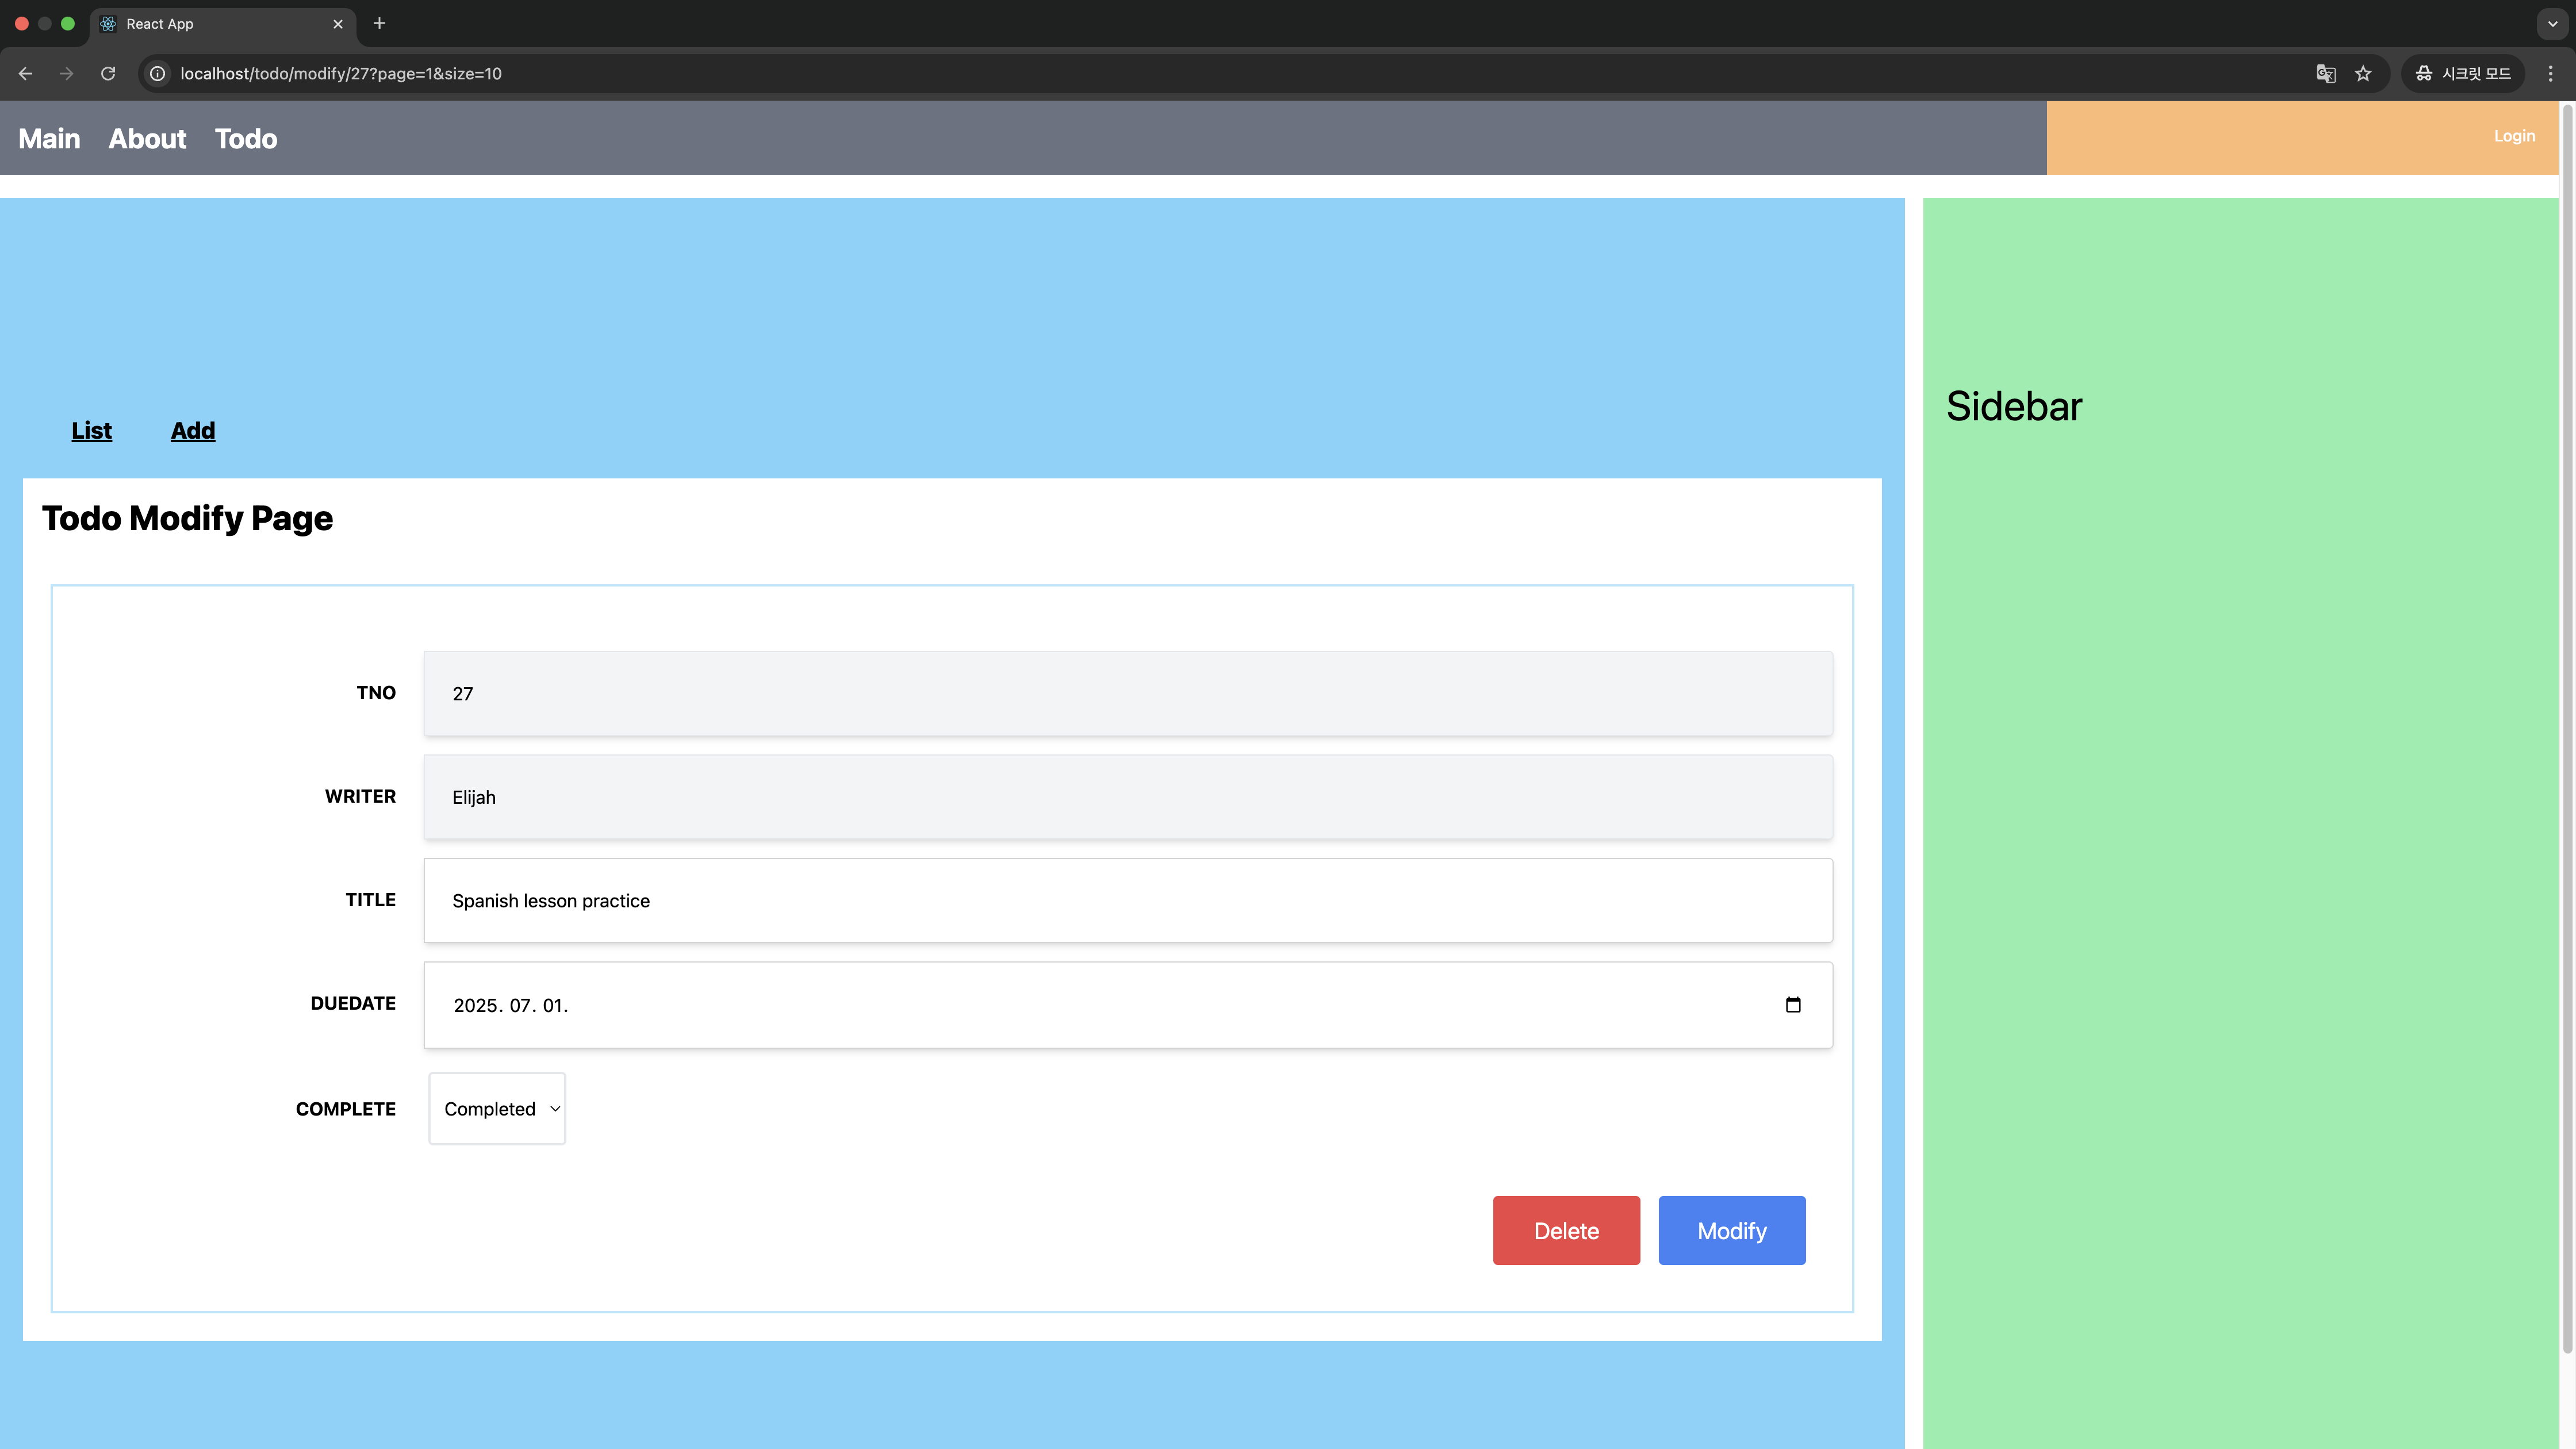 React App
localhost/todo/modify/27?page=1&size=10
시크릿 모드
Main About Todo
Login
List Add
Sidebar
Todo Modify Page
TNO 27
WRITER Elijah
TITLE Spanish lesson practice
DUEDATE 2025. 07. 01.
COMPLETE Completed
Delete Modify